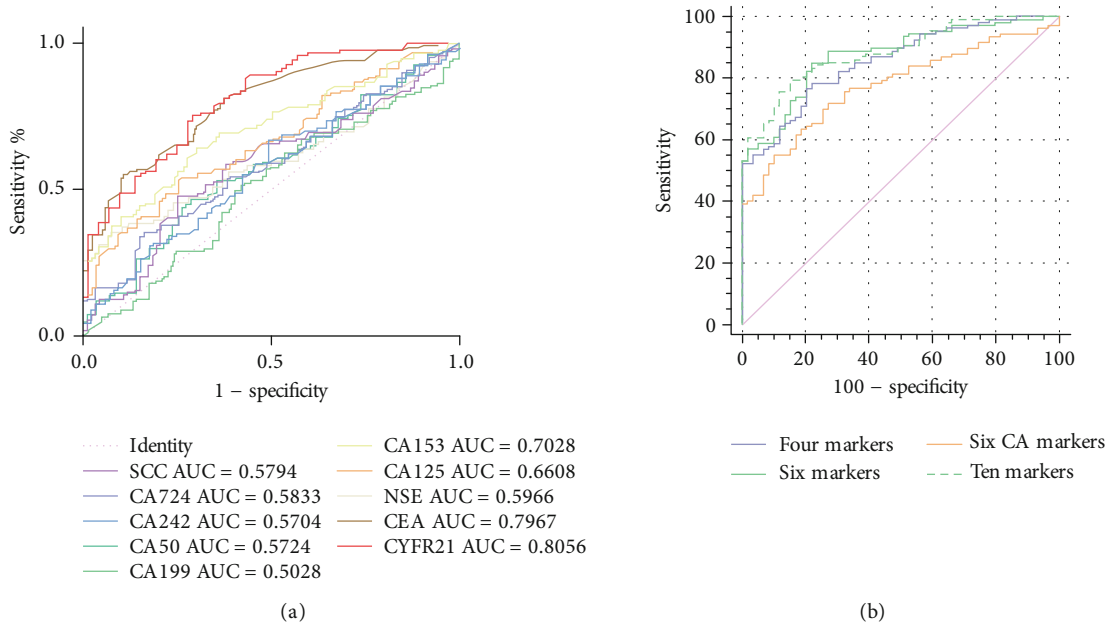 1.0
0.5
0.0
Sensitivity %
0.0
0.5
1.0
1 − specificity
Identity
SCC AUC = 0.5794
CA724 AUC = 0.5833
CA242 AUC = 0.5704
CA50 AUC = 0.5724
CA199 AUC = 0.5028
CA153 AUC = 0.7028
CA125 AUC = 0.6608
NSE AUC = 0.5966
CEA AUC = 0.7967
CYFR21 AUC = 0.8056
(a)
100
80
60
40
20
0
Sensitivity
0
20
40
60
80
100
100 − specificity
Four markers
Six markers
Six CA markers
Ten markers
(b)